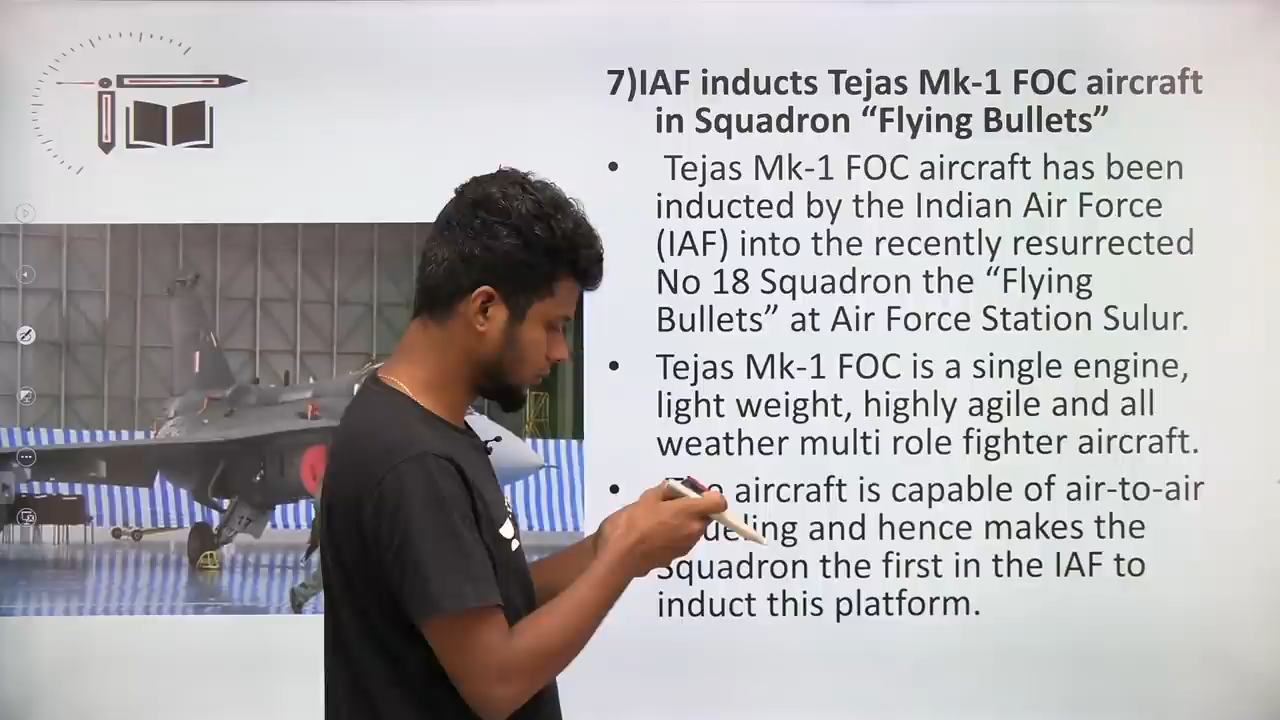 7)IAF inducts Tejas Mk-1 FOC aircraft
in Squadron “Flying Bullets”
• Tejas Mk-1 FOC aircraft has been
inducted by the Indian Air Force
(IAF) into the recently resurrected
No 18 Squadron the “Flying
Bullets” at Air Force Station Sulur.
• Tejas Mk-1 FOC is a single engine,
light weight, highly agile and all
weather multi role fighter aircraft.
• aircraft is capable of air-to-air
and hence makes the
squadron the first in the IAF to
induct this platform.